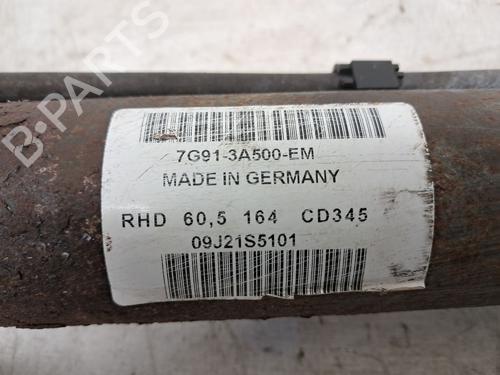 B-PARTS
7G91-3A500-EM
MADE IN GERMANY
RHD 60,5 164 CD345
09J21S5101